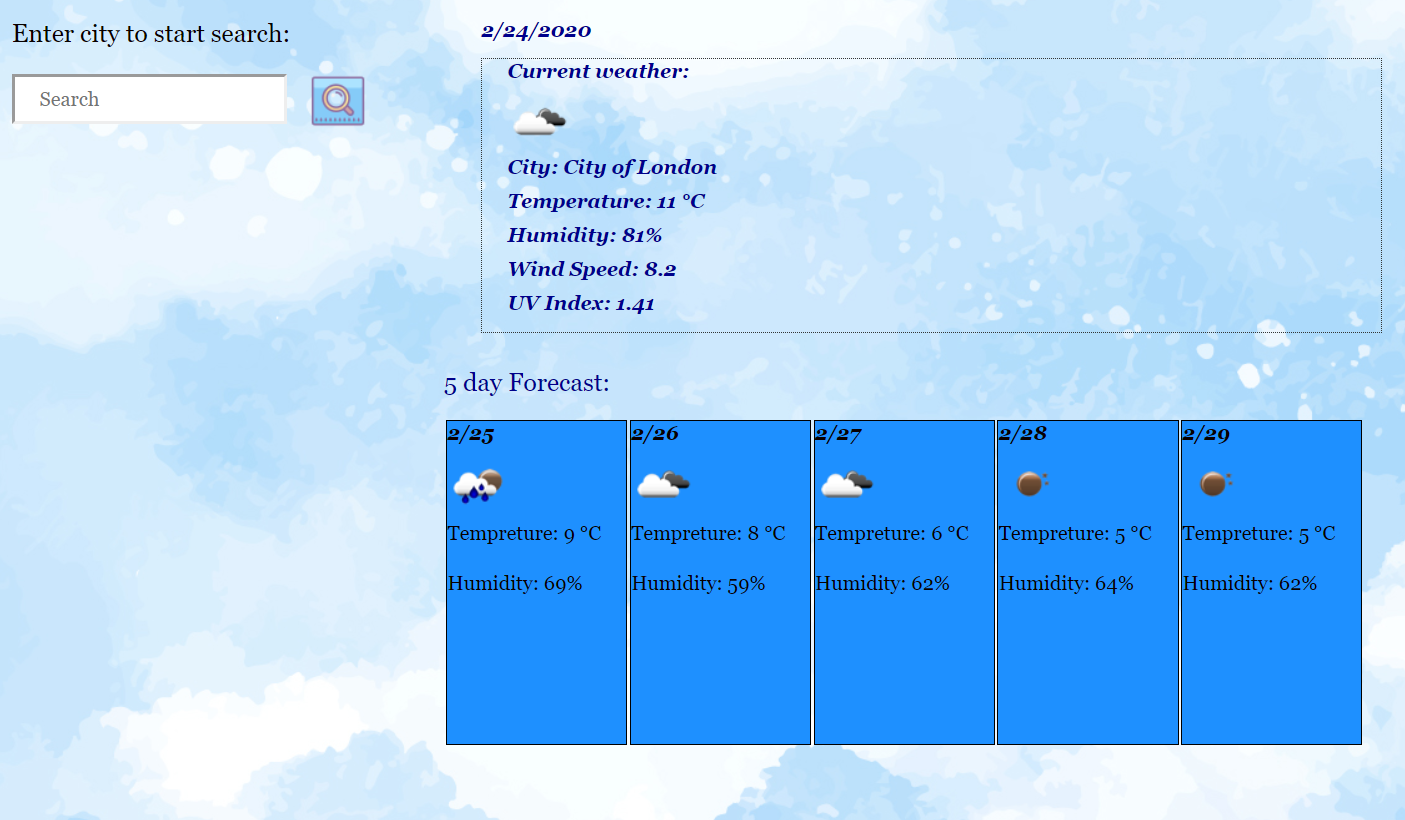 Enter city to start search:
Search
2/24/2020
Current weather:
City: City of London
Temperature: 11 °C
Humidity: 81%
Wind Speed: 8.2
UV Index: 1.41
5 day Forecast:
2/25
Tempreture: 9 °C
Humidity: 69%
2/26
Tempreture: 8 °C
Humidity: 59%
2/27
Tempreture: 6 °C
Humidity: 62%
2/28
Tempreture: 5 °C
Humidity: 64%
2/29
Tempreture: 5 °C
Humidity: 62%